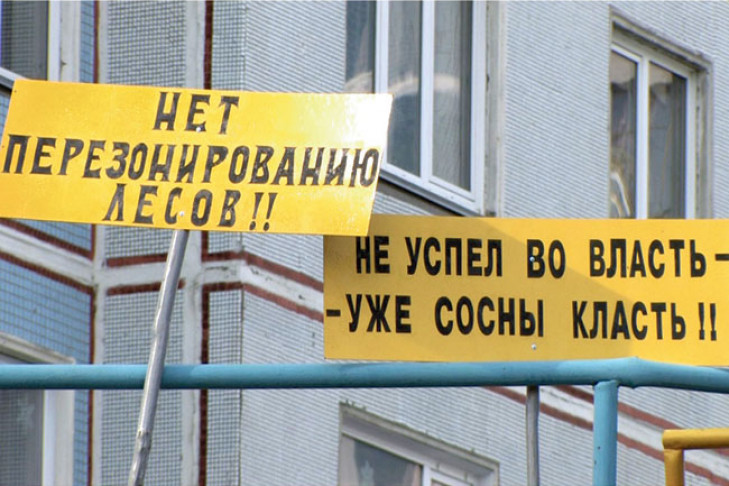 НЕТ
ПЕРЕЗОНИРОВАНИЮ
ЛЕСОВ!!
НЕ УСПЕЛ ВО ВЛАСТЬ –
– УЖЕ СОСНЫ КЛАСТЬ!!